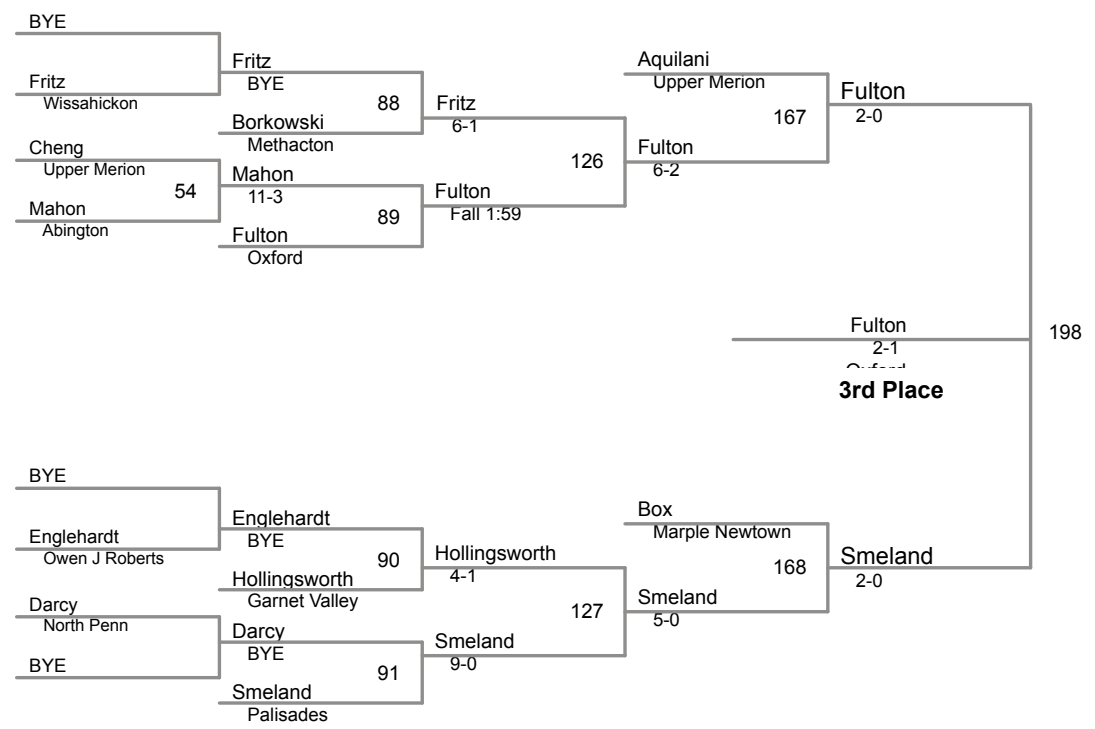 BYE
Fritz
Wissahickon
Cheng
Upper Merion
54
Mahon
Abington
Fritz
BYE
88
Borkowski
Methacton
Mahon
11-3
89
Fulton
Oxford
Fritz
6-1
126
Fulton
Fall 1:59
Aquilani
Upper Merion
167
Fulton
6-2
Fulton
2-0
198
Fulton
2-1
3rd Place
BYE
Englehardt
Owen J Roberts
Darcy
North Penn
BYE
Englehardt
BYE
90
Hollingsworth
Garnet Valley
Darcy
BYE
91
Smeland
Palisades
Hollingsworth
4-1
127
Smeland
9-0
Box
Marple Newtown
168
Smeland
5-0
Smeland
2-0